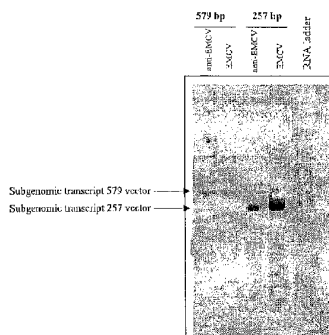 579 bp 257 bp
anti-EMCV
EMCV
anti-EMCV
EMCV
RNA ladder
Subgenomic transcript 579 vector
Subgenomic transcript 257 vector